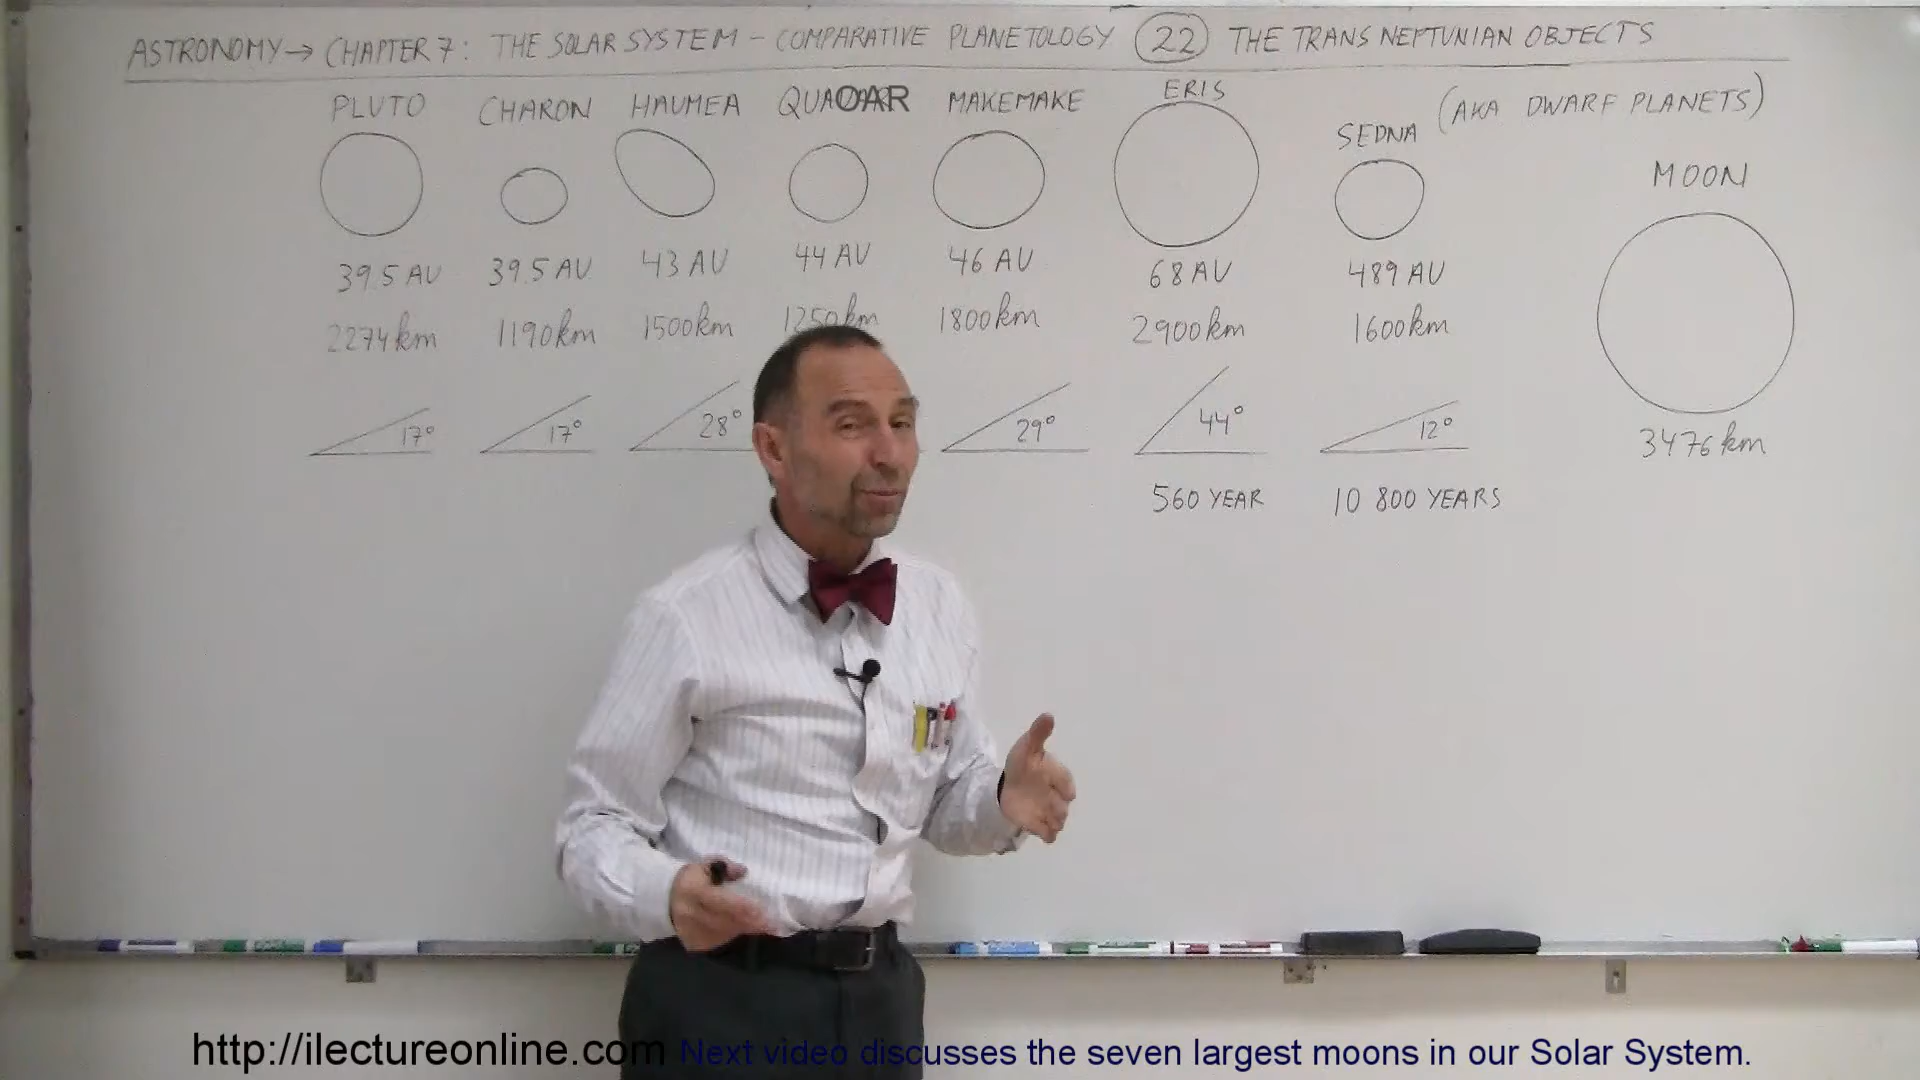 ASTRONOMY → CHAPTER 7: THE SOLAR SYSTEM - COMPARATIVE PLANETOLOGY 22 THE TRANS NEPTUNIAN OBJECTS
(AKA DWARF PLANETS)
PLUTO CHARON HAUMEA QUAOAR MAKEMAKE ERIS SEDNA MOON
39.5 AU 39.5 AU 43 AU 44 AU 46 AU 68 AU 489 AU
2274 km 1190 km 1500 km 1250 km 1800 km 2900 km 1600 km
17° 17° 28° 29° 44° 12° 3476 km
560 YEAR 10 800 YEARS
http://ilectureonline.com Next video discusses the seven largest moons in our Solar System.